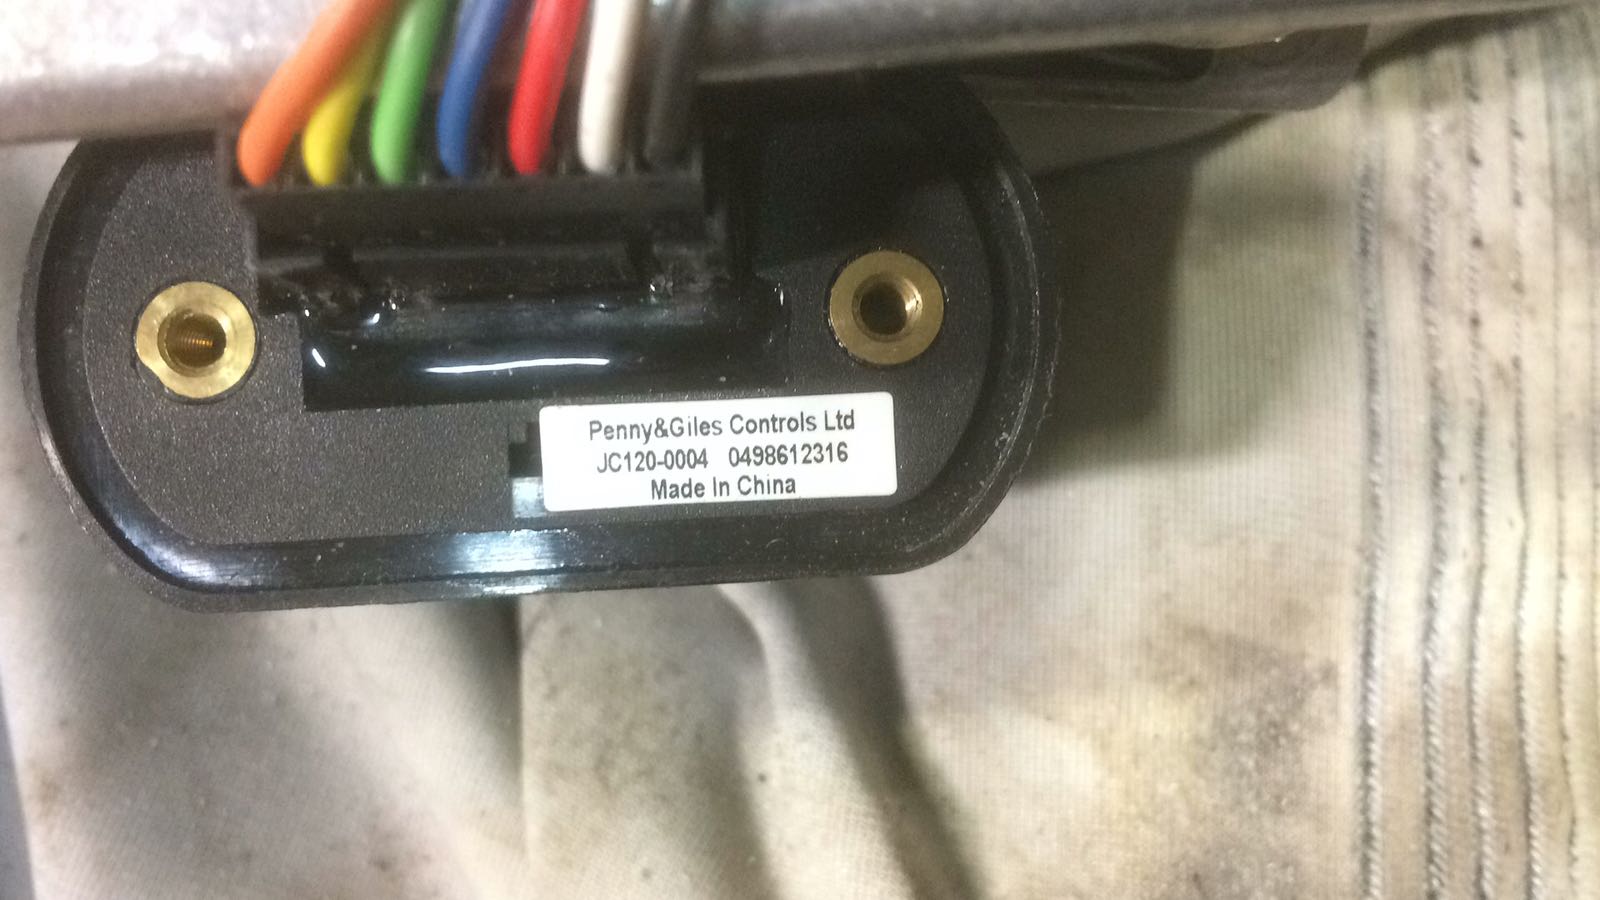 Penny&Giles Controls Ltd
JC120-0004 0498612316
Made In China